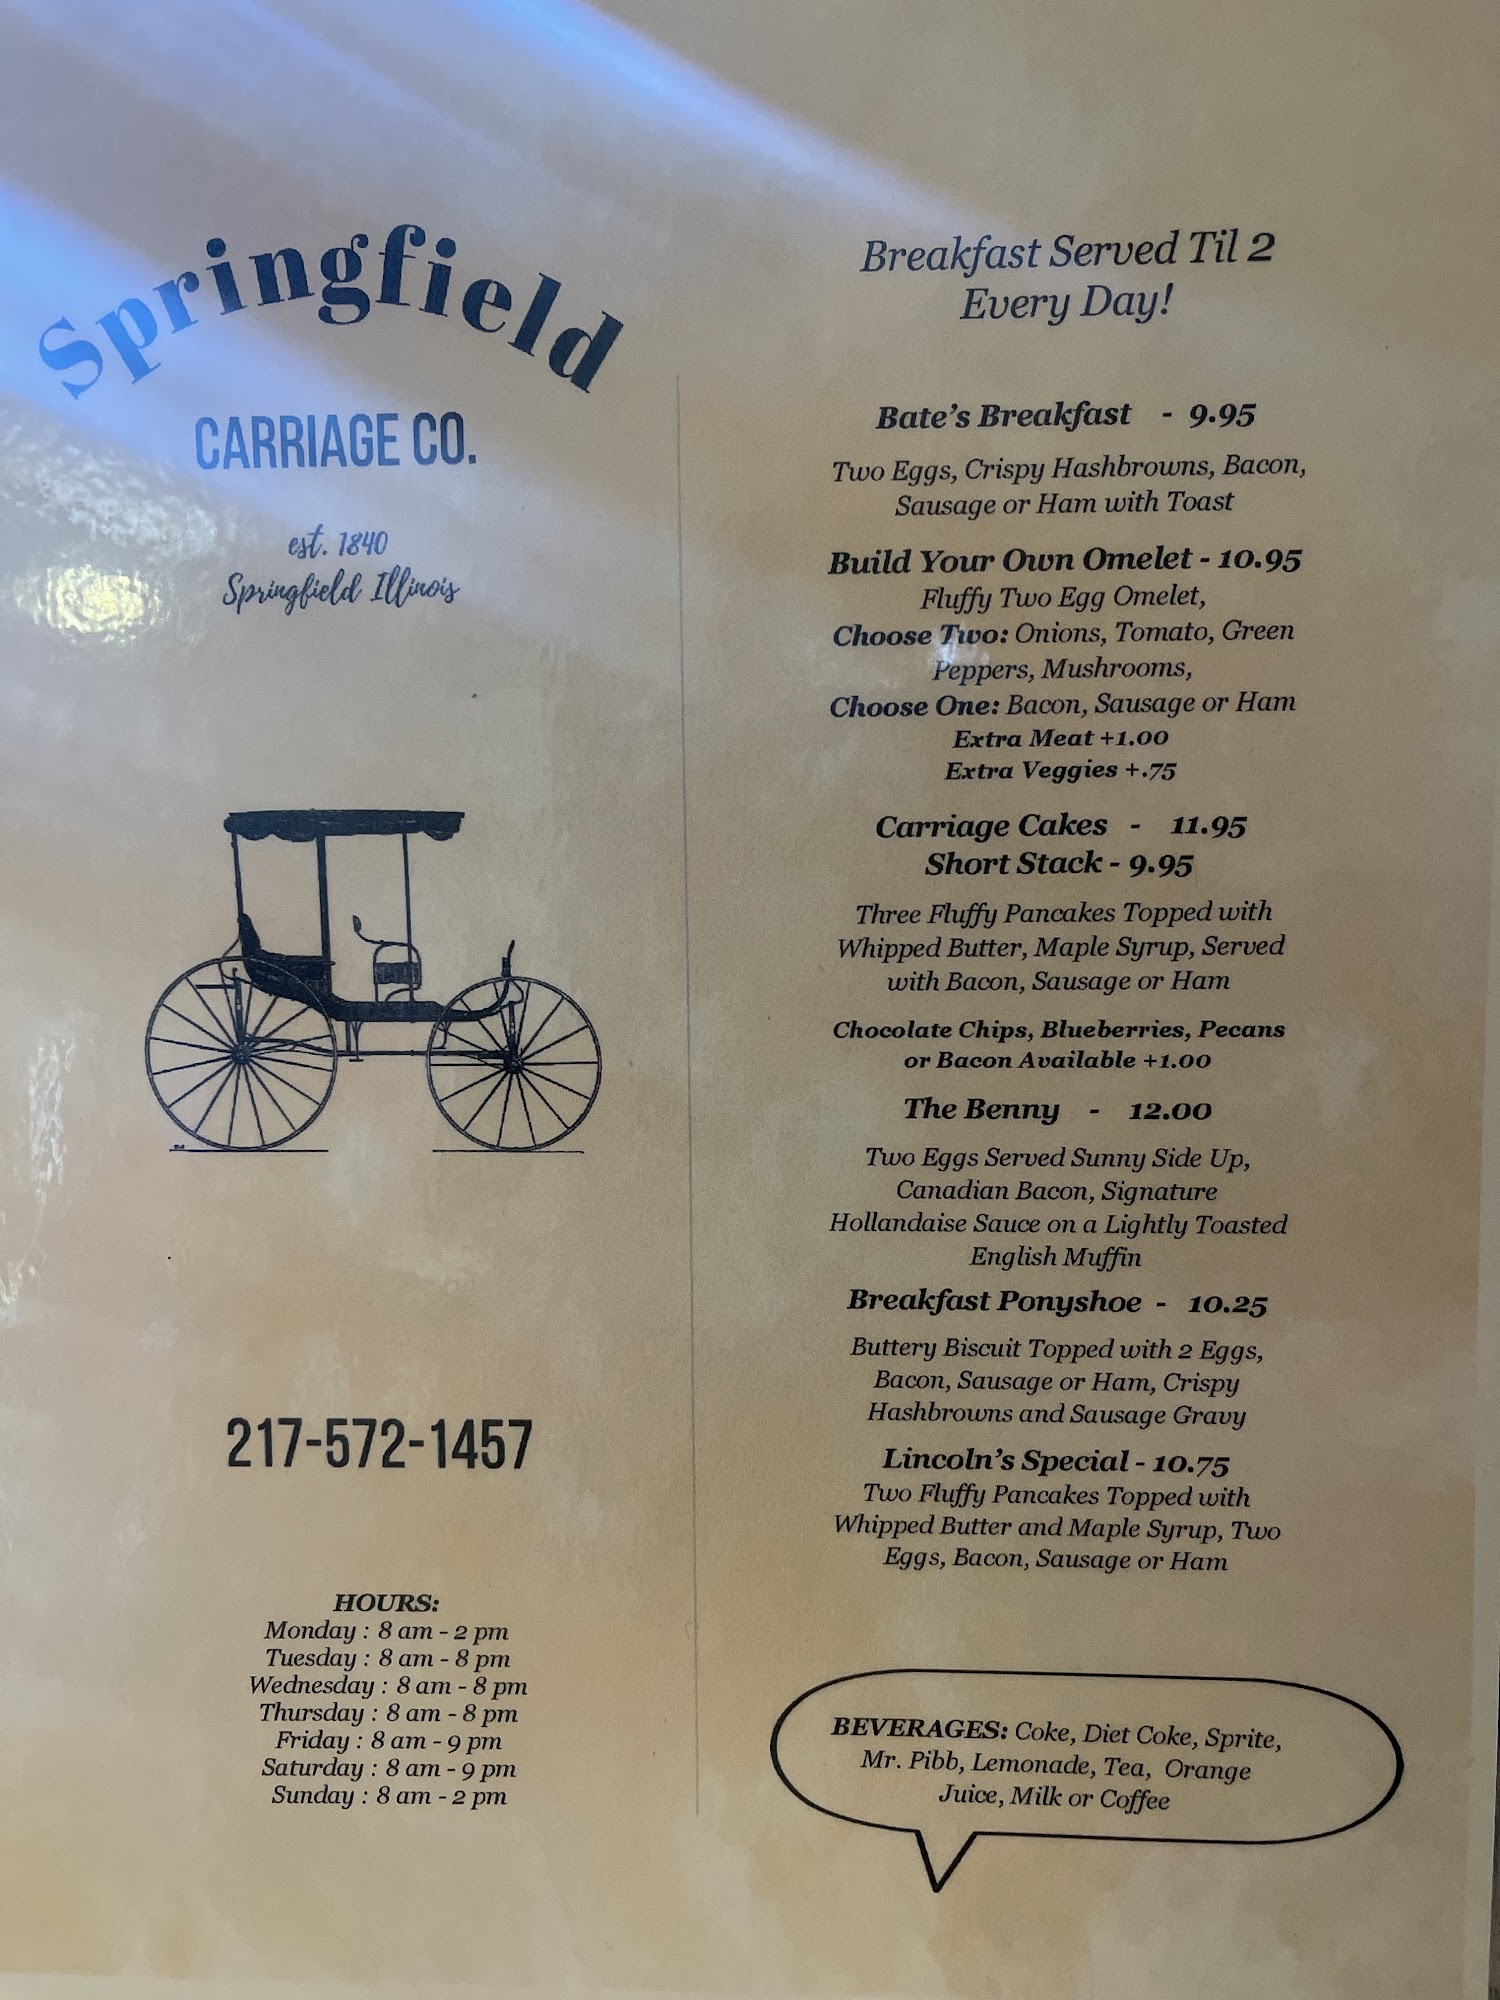 Springfield
CARRIAGE CO.
est. 1840
Springfield Illinois
217-572-1457
HOURS:
Monday : 8 am - 2 pm
Tuesday : 8 am - 8 pm
Wednesday : 8 am - 8 pm
Thursday : 8 am - 8 pm
Friday : 8 am - 9 pm
Saturday : 8 am - 9 pm
Sunday : 8 am - 2 pm
Breakfast Served Til 2
Every Day!
Bate's Breakfast - 9.95
Two Eggs, Crispy Hashbrowns, Bacon,
Sausage or Ham with Toast
Build Your Own Omelet - 10.95
Fluffy Two Egg Omelet,
Choose Two: Onions, Tomato, Green
Peppers, Mushrooms,
Choose One: Bacon, Sausage or Ham
Extra Meat +1.00
Extra Veggies +.75
Carriage Cakes - 11.95
Short Stack - 9.95
Three Fluffy Pancakes Topped with
Whipped Butter, Maple Syrup, Served
with Bacon, Sausage or Ham
Chocolate Chips, Blueberries, Pecans
or Bacon Available +1.00
The Benny - 12.00
Two Eggs Served Sunny Side Up,
Canadian Bacon, Signature
Hollandaise Sauce on a Lightly Toasted
English Muffin
Breakfast Ponyshoe - 10.25
Buttery Biscuit Topped with 2 Eggs,
Bacon, Sausage or Ham, Crispy
Hashbrowns and Sausage Gravy
Lincoln's Special - 10.75
Two Fluffy Pancakes Topped with
Whipped Butter and Maple Syrup, Two
Eggs, Bacon, Sausage or Ham
BEVERAGES: Coke, Diet Coke, Sprite,
Mr. Pibb, Lemonade, Tea, Orange
Juice, Milk or Coffee